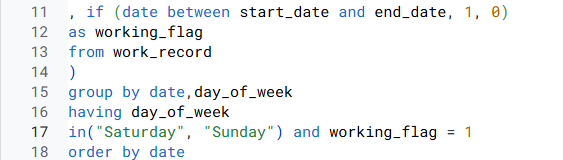 11 , if (date between start_date and end_date, 1, 0)
12 as working_flag
13 from work_record
14 )
15 group by date,day_of_week
16 having day_of_week
17 in("Saturday", "Sunday") and working_flag = 1
18 order by date